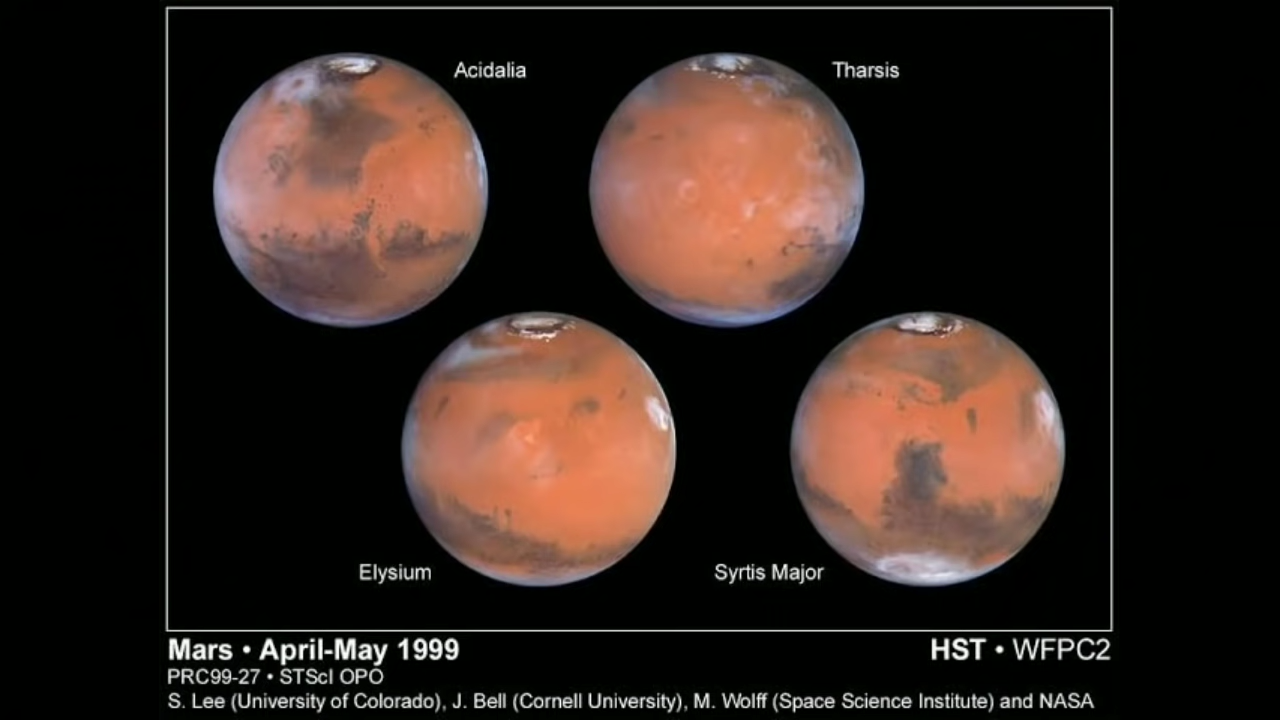 Acidalia
Tharsis
Elysium
Syrtis Major
Mars • April-May 1999
HST • WFPC2
PRC99-27 • STScI OPO
S. Lee (University of Colorado), J. Bell (Cornell University), M. Wolff (Space Science Institute) and NASA